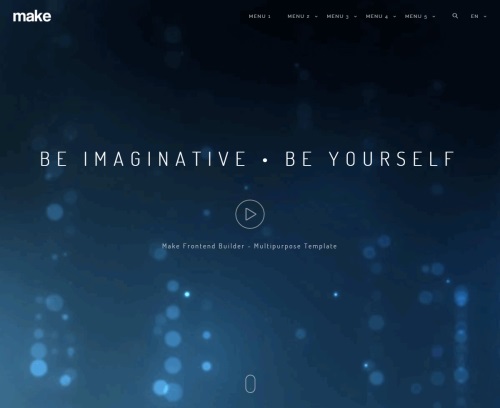 make
MENU 1 MENU 2 MENU 3 MENU 4 MENU 5 EN
BE IMAGINATIVE • BE YOURSELF
Make Frontend Builder - Multipurpose Template